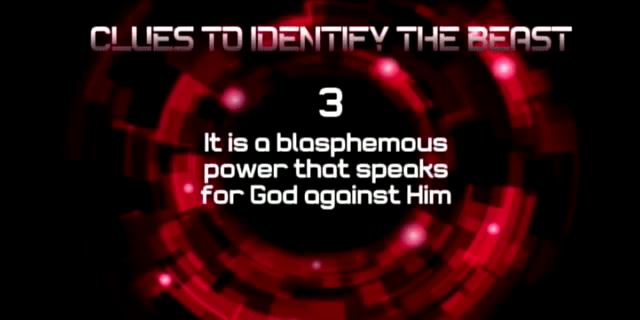 CLUES TO IDENTIFY THE BEAST
3
It is a blasphemous
power that speaks
for God against Him